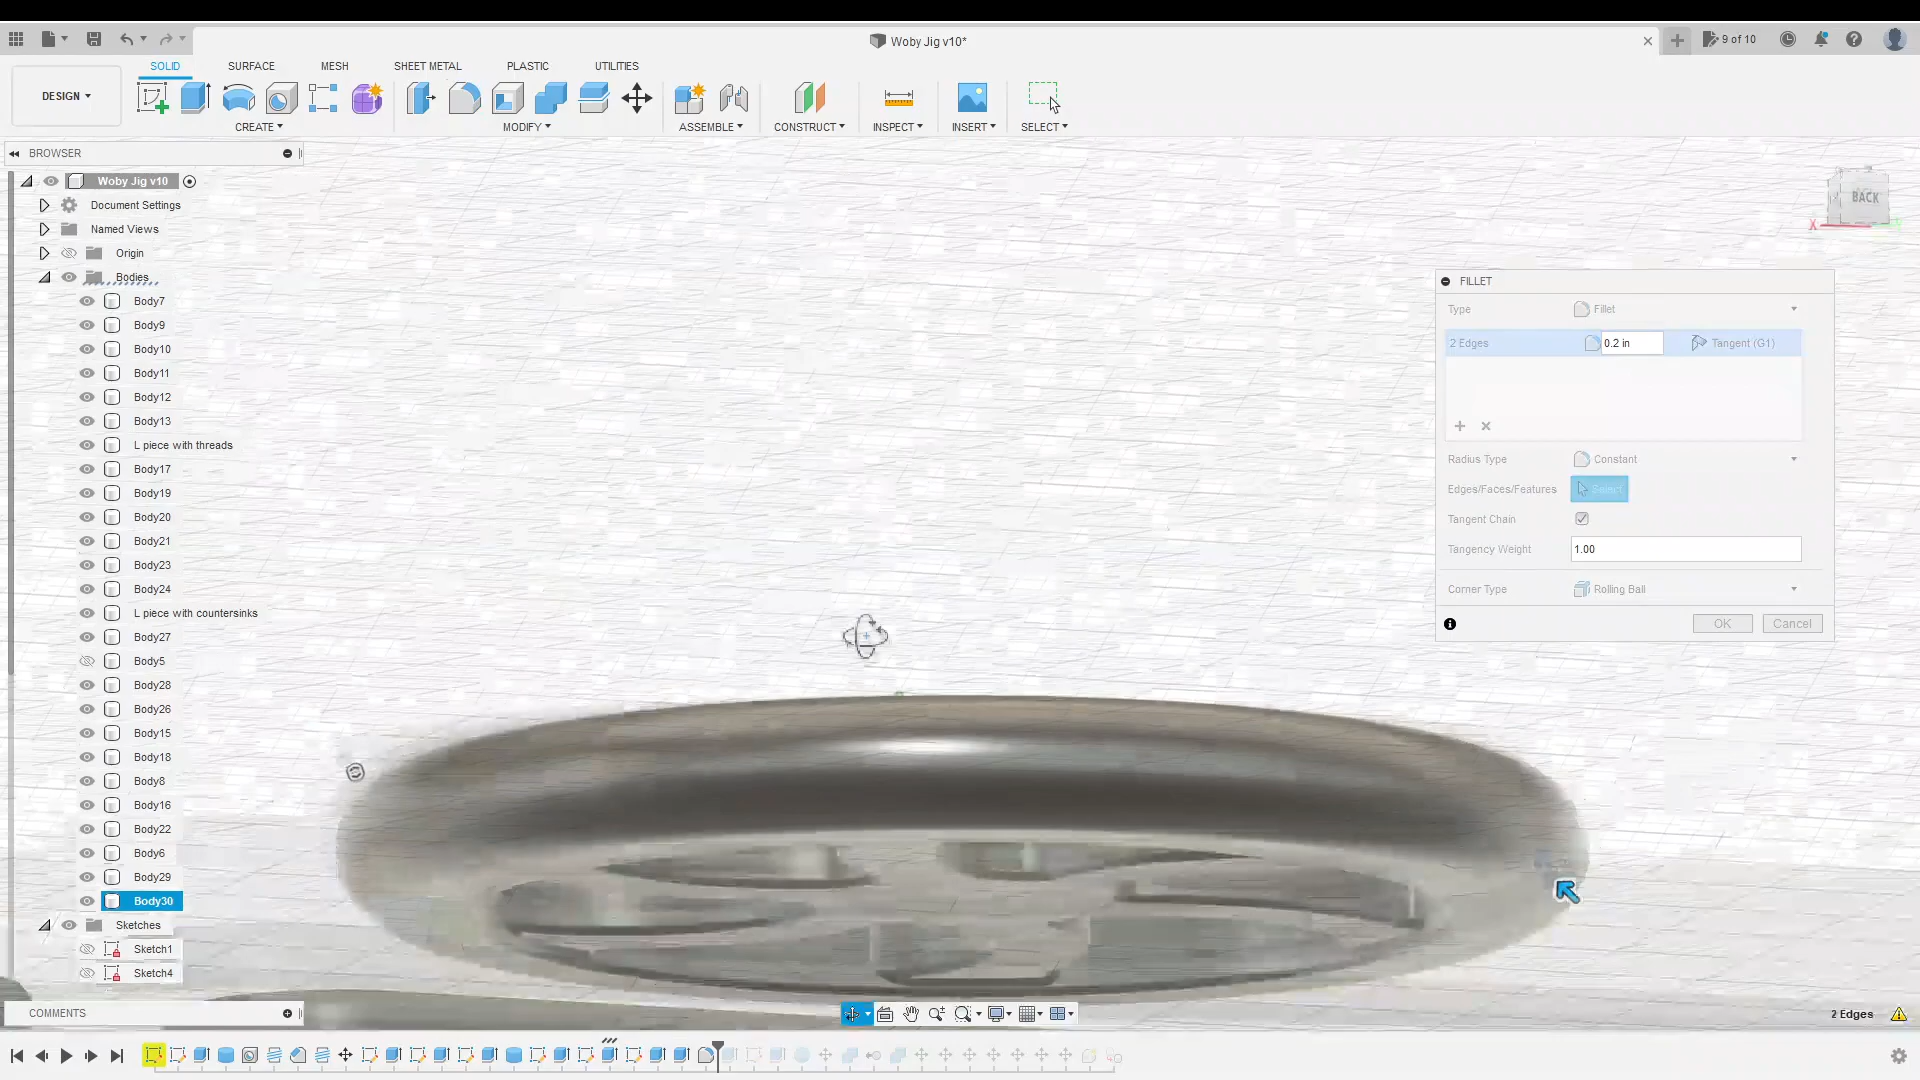 Woby Jig v10*
9 of 10
DESIGN
SOLID
SURFACE
MESH
SHEET METAL
PLASTIC
UTILITIES
CREATE
MODIFY
ASSEMBLE
CONSTRUCT
INSPECT
INSERT
SELECT
BROWSER
Woby Jig v10
Document Settings
Named Views
Origin
Bodies
Body7
Body9
Body10
Body11
Body12
Body13
L piece with threads
Body17
Body19
Body20
Body21
Body23
Body24
L piece with countersinks
Body27
Body5
Body28
Body26
Body15
Body18
Body8
Body16
Body22
Body6
Body29
Body30
Sketches
Sketch1
Sketch4
COMMENTS
BACK
X
FILLET
Type Fillet
2 Edges 0.2 in Tangent (G1)
Radius Type Constant
Edges/Faces/Features Select
Tangent Chain
Tangency Weight 1.00
Corner Type Rolling Ball
OK Cancel
2 Edges